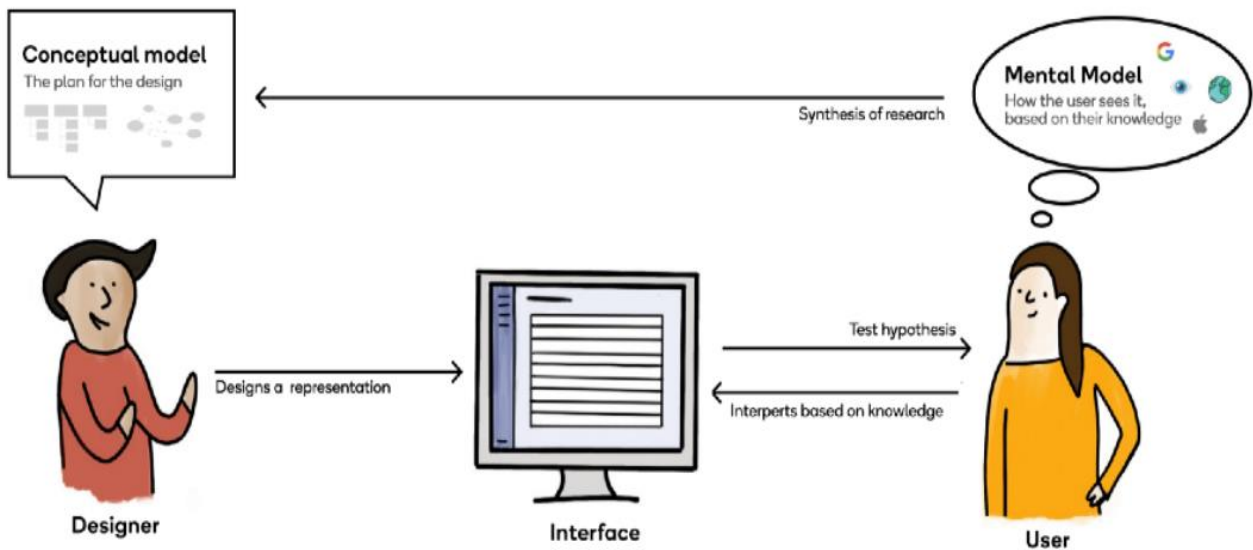 Conceptual model
The plan for the design
Mental Model
How the user sees it,
based on their knowledge
Synthesis of research
Designs a representation
Test hypothesis
Interperts based on knowledge
Designer
Interface
User